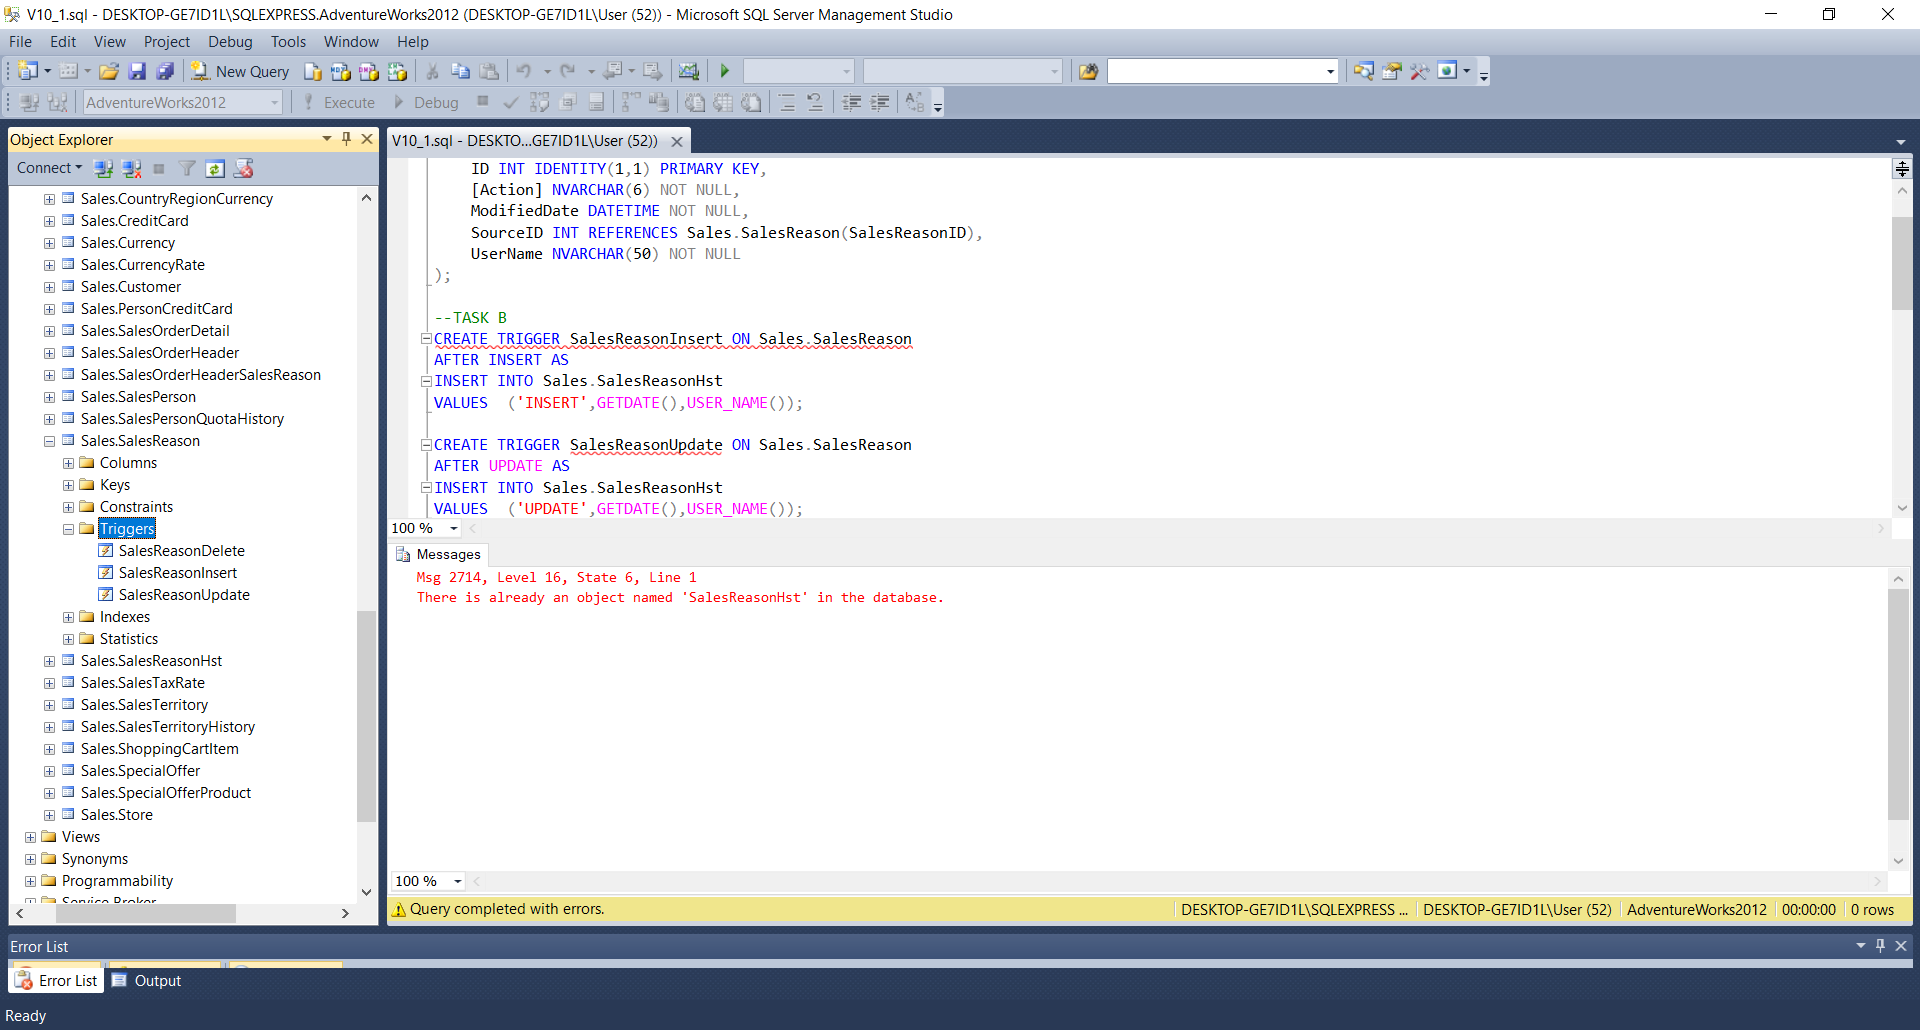 V10_1.sql - DESKTOP-GE7ID1L\SQLEXPRESS.AdventureWorks2012 (DESKTOP-GE7ID1L\User (52)) - Microsoft SQL Server Management Studio
File Edit View Project Debug Tools Window Help
New Query
AdventureWorks2012 Execute Debug
Object Explorer
Connect
Sales.CountryRegionCurrency
Sales.CreditCard
Sales.Currency
Sales.CurrencyRate
Sales.Customer
Sales.PersonCreditCard
Sales.SalesOrderDetail
Sales.SalesOrderHeader
Sales.SalesOrderHeaderSalesReason
Sales.SalesPerson
Sales.SalesPersonQuotaHistory
Sales.SalesReason
Columns
Keys
Constraints
Triggers
SalesReasonDelete
SalesReasonInsert
SalesReasonUpdate
Indexes
Statistics
Sales.SalesReasonHst
Sales.SalesTaxRate
Sales.SalesTerritory
Sales.SalesTerritoryHistory
Sales.ShoppingCartItem
Sales.SpecialOffer
Sales.SpecialOfferProduct
Sales.Store
Views
Synonyms
Programmability
Service Broker
V10_1.sql - DESKTO...GE7ID1L\User (52))
ID INT IDENTITY(1,1) PRIMARY KEY,
[Action] NVARCHAR(6) NOT NULL,
ModifiedDate DATETIME NOT NULL,
SourceID INT REFERENCES Sales.SalesReason(SalesReasonID),
UserName NVARCHAR(50) NOT NULL
);
--TASK B
CREATE TRIGGER SalesReasonInsert ON Sales.SalesReason
AFTER INSERT AS
INSERT INTO Sales.SalesReasonHst
VALUES ('INSERT',GETDATE(),USER_NAME());
CREATE TRIGGER SalesReasonUpdate ON Sales.SalesReason
AFTER UPDATE AS
INSERT INTO Sales.SalesReasonHst
VALUES ('UPDATE',GETDATE(),USER_NAME());
100 %
Messages
Msg 2714, Level 16, State 6, Line 1
There is already an object named 'SalesReasonHst' in the database.
100 %
Query completed with errors. DESKTOP-GE7ID1L\SQLEXPRESS ... DESKTOP-GE7ID1L\User (52) AdventureWorks2012 00:00:00 0 rows
Error List
Error List Output
Ready